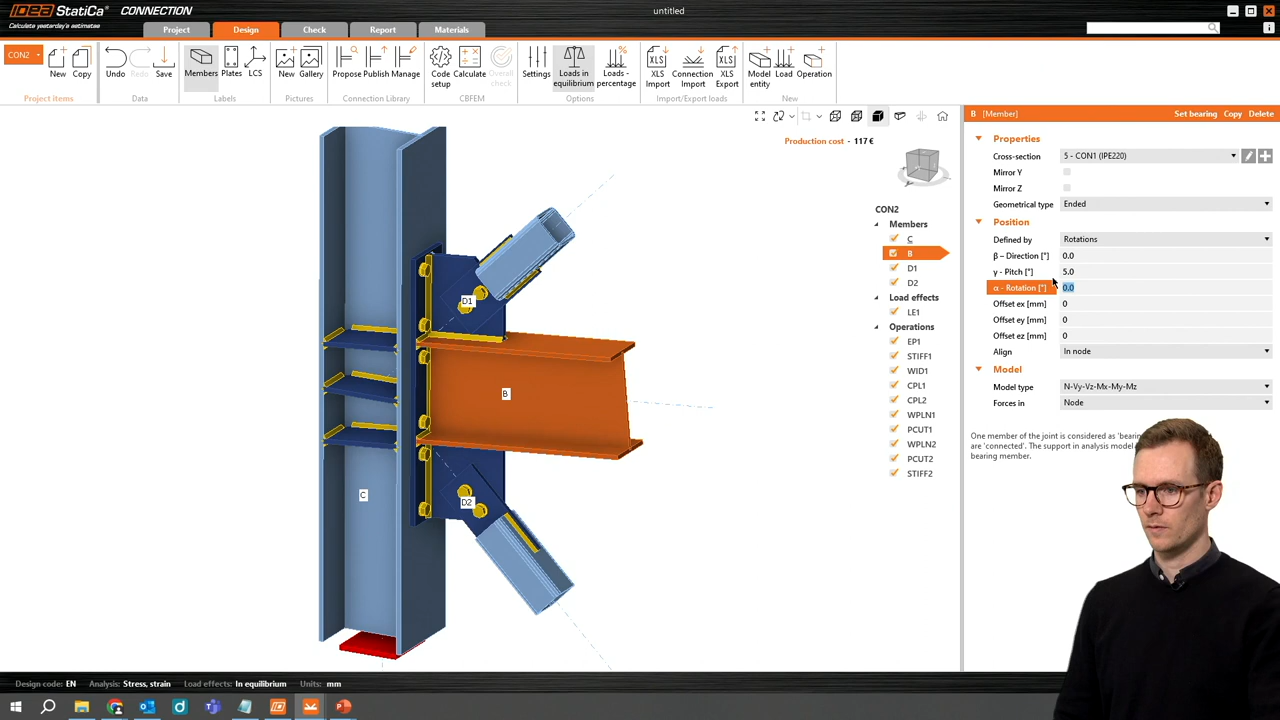 IDEA StatiCa® CONNECTION
Calculate yesterday's estimates
untitled
Project
Design
Check
Report
Materials
CON2
New
Copy
Undo
Redo
Save
Members
Plates
LCS
New
Gallery
Propose
Publish
Manage
Code setup
Calculate
Overall check
Settings
Loads in equilibrium
Loads - percentage
XLS Import
Connection Import
XLS Export
Model entity
Load
Operation
Project items
Data
Labels
Pictures
Connection Library
CBFEM
Options
Import/Export loads
New
Production cost - 117 €
B [Member]
Set bearing
Copy
Delete
Properties
Cross-section
5 - CON1 (IPE220)
Mirror Y
Mirror Z
Geometrical type
Ended
Position
Defined by
Rotations
β – Direction [°]
0.0
γ - Pitch [°]
5.0
α - Rotation [°]
0.0
Offset ex [mm]
0
Offset ey [mm]
0
Offset ez [mm]
0
Align
In node
Model
Model type
N-Vy-Vz-Mx-My-Mz
Forces in
Node
One member of the joint is considered as 'bearing
are 'connected'. The support in analysis model
bearing member.
CON2
Members
C
B
D1
D2
Load effects
LE1
Operations
EP1
STIFF1
WID1
CPL1
CPL2
WPLN1
PCUT1
WPLN2
PCUT2
STIFF2
D1
B
C
D2
Design code: EN
Analysis: Stress, strain
Load effects: In equilibrium
Units: mm